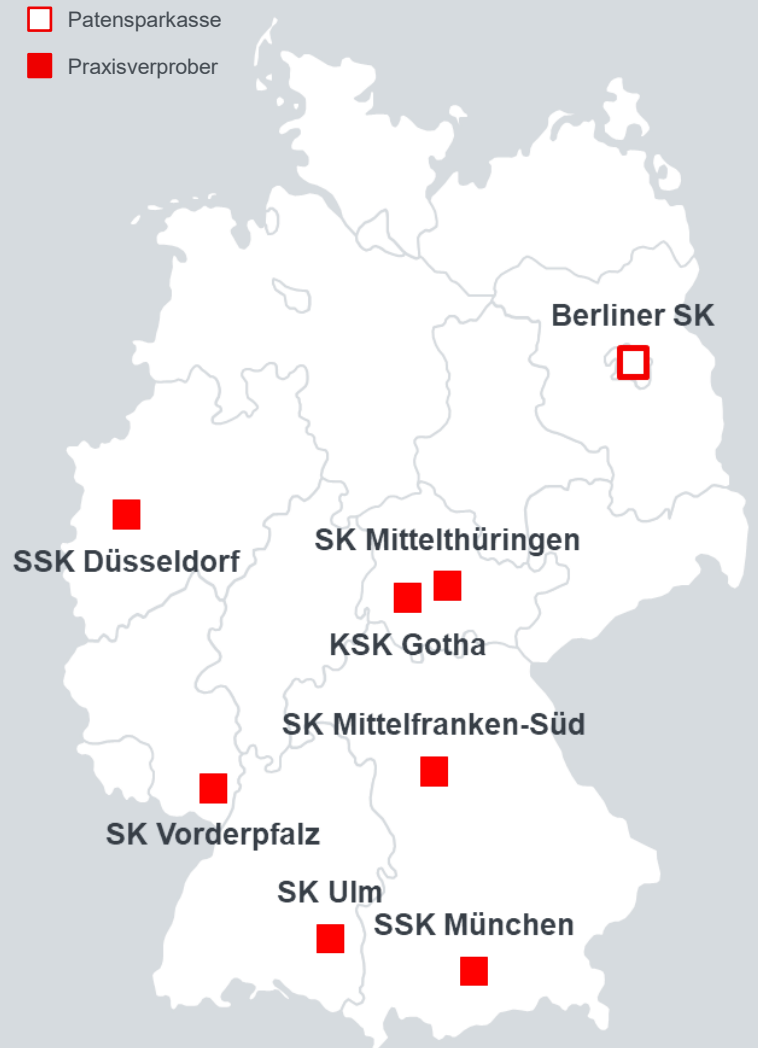 Patensparkasse
Praxisverprober
Berliner SK
SSK Düsseldorf
SK Mittelthüringen
KSK Gotha
SK Mittelfranken-Süd
SK Vorderpfalz
SK Ulm
SSK München